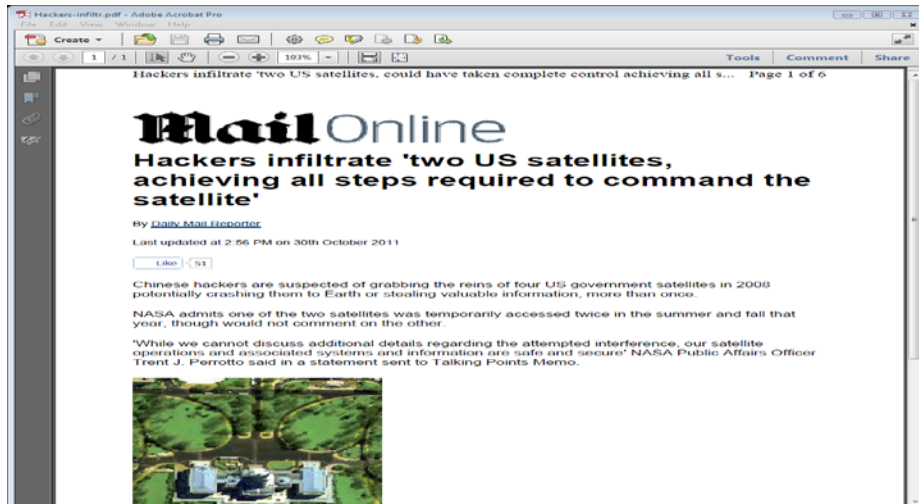 Hackers-infiltr.pdf - Adobe Acrobat Pro
File Edit View Window Help
Create
1 / 1 103% Tools Comment Share
Hackers infiltrate 'two US satellites, could have taken complete control achieving all s... Page 1 of 6
Mail Online
Hackers infiltrate 'two US satellites,
achieving all steps required to command the
satellite'
By Daily Mail Reporter
Last updated at 2:56 PM on 30th October 2011
Like 51
Chinese hackers are suspected of grabbing the reins of four US government satellites in 2008
potentially crashing them to Earth or stealing valuable information, more than once.
NASA admits one of the two satellites was temporarily accessed twice in the summer and fall that
year, though would not comment on the other.
'While we cannot discuss additional details regarding the attempted interference, our satellite
operations and associated systems and information are safe and secure' NASA Public Affairs Officer
Trent J. Perrotto said in a statement sent to Talking Points Memo.